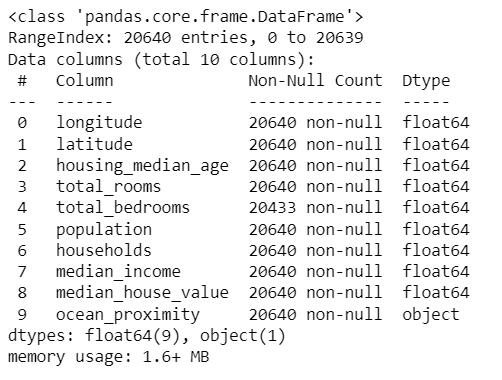 <class 'pandas.core.frame.DataFrame'>
RangeIndex: 20640 entries, 0 to 20639
Data columns (total 10 columns):
 #   Column              Non-Null Count  Dtype
---  ------              --------------  -----
 0   longitude           20640 non-null  float64
 1   latitude            20640 non-null  float64
 2   housing_median_age  20640 non-null  float64
 3   total_rooms         20640 non-null  float64
 4   total_bedrooms      20433 non-null  float64
 5   population          20640 non-null  float64
 6   households          20640 non-null  float64
 7   median_income       20640 non-null  float64
 8   median_house_value  20640 non-null  float64
 9   ocean_proximity     20640 non-null  object
dtypes: float64(9), object(1)
memory usage: 1.6+ MB